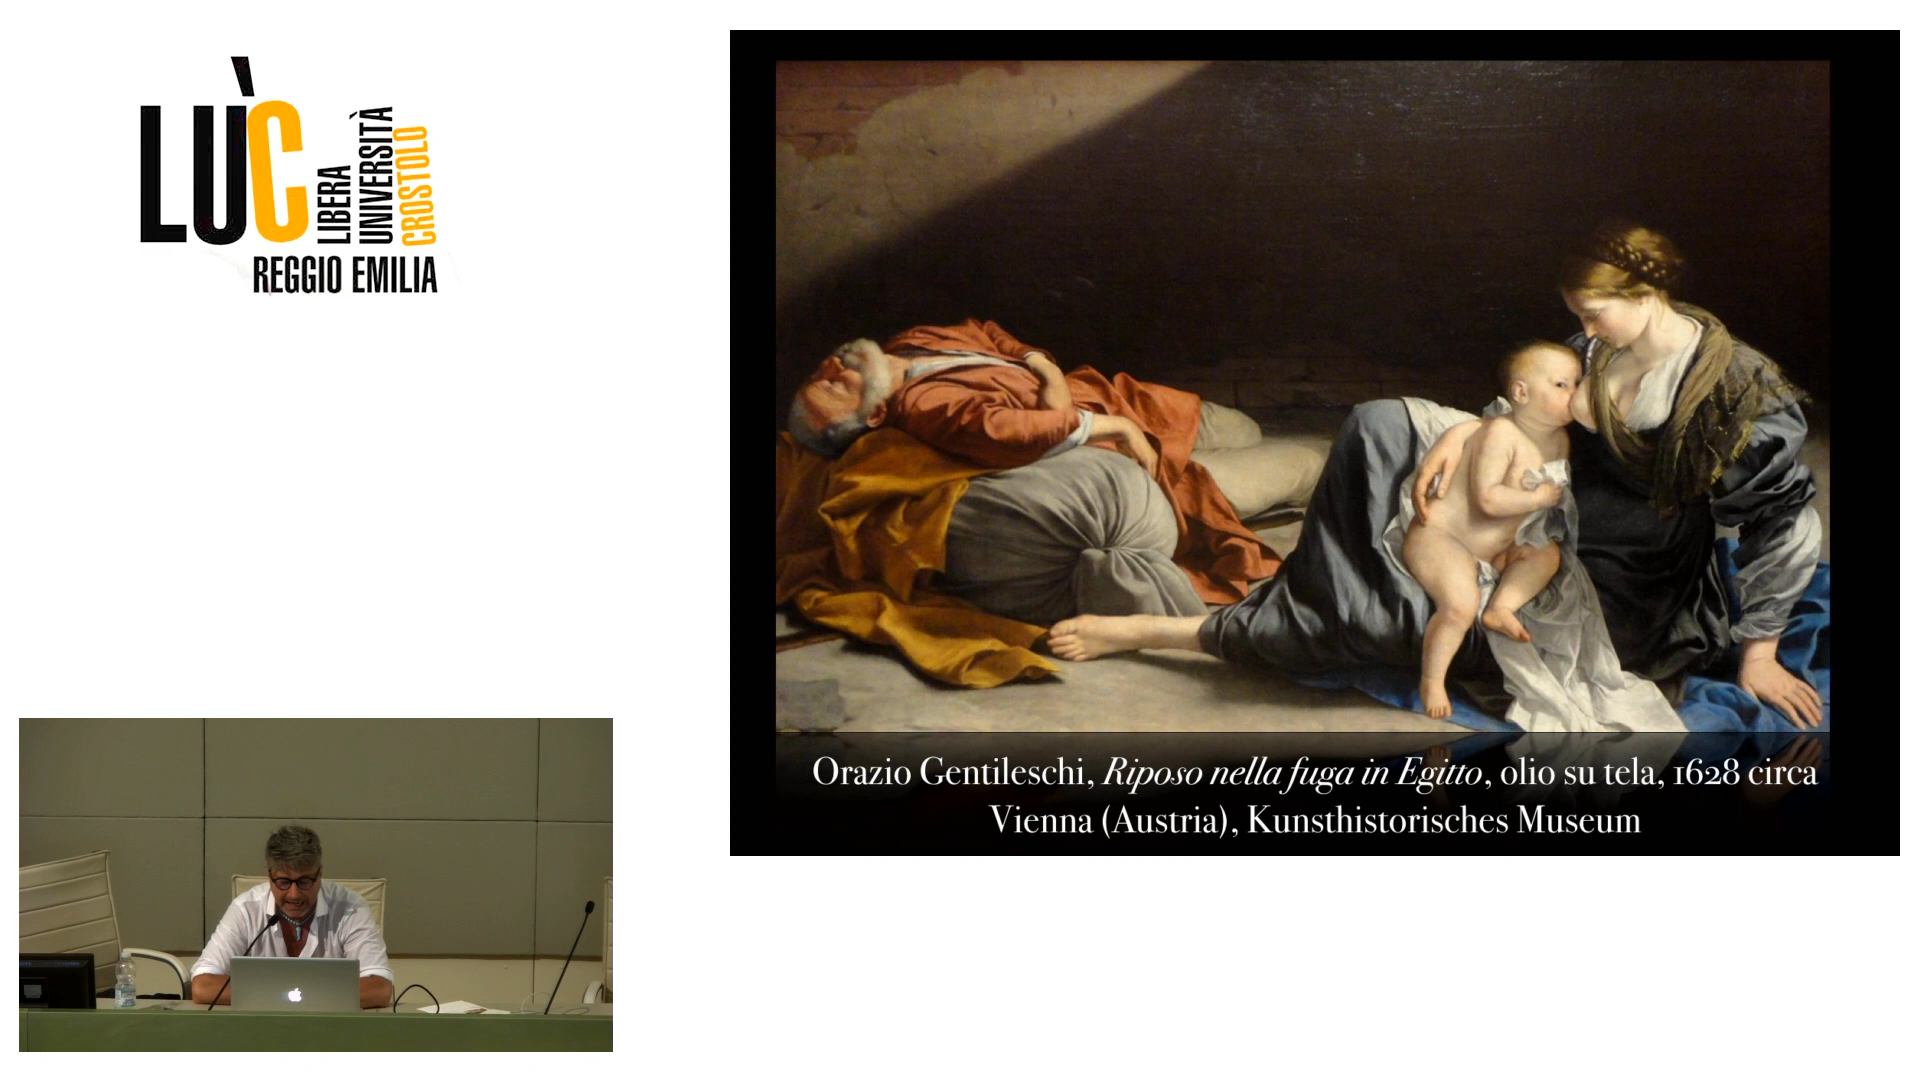 LÙC
LIBERA
UNIVERSITÀ
CROSTOLO
REGGIO EMILIA
Orazio Gentileschi, Riposo nella fuga in Egitto, olio su tela, 1628 circa
Vienna (Austria), Kunsthistorisches Museum